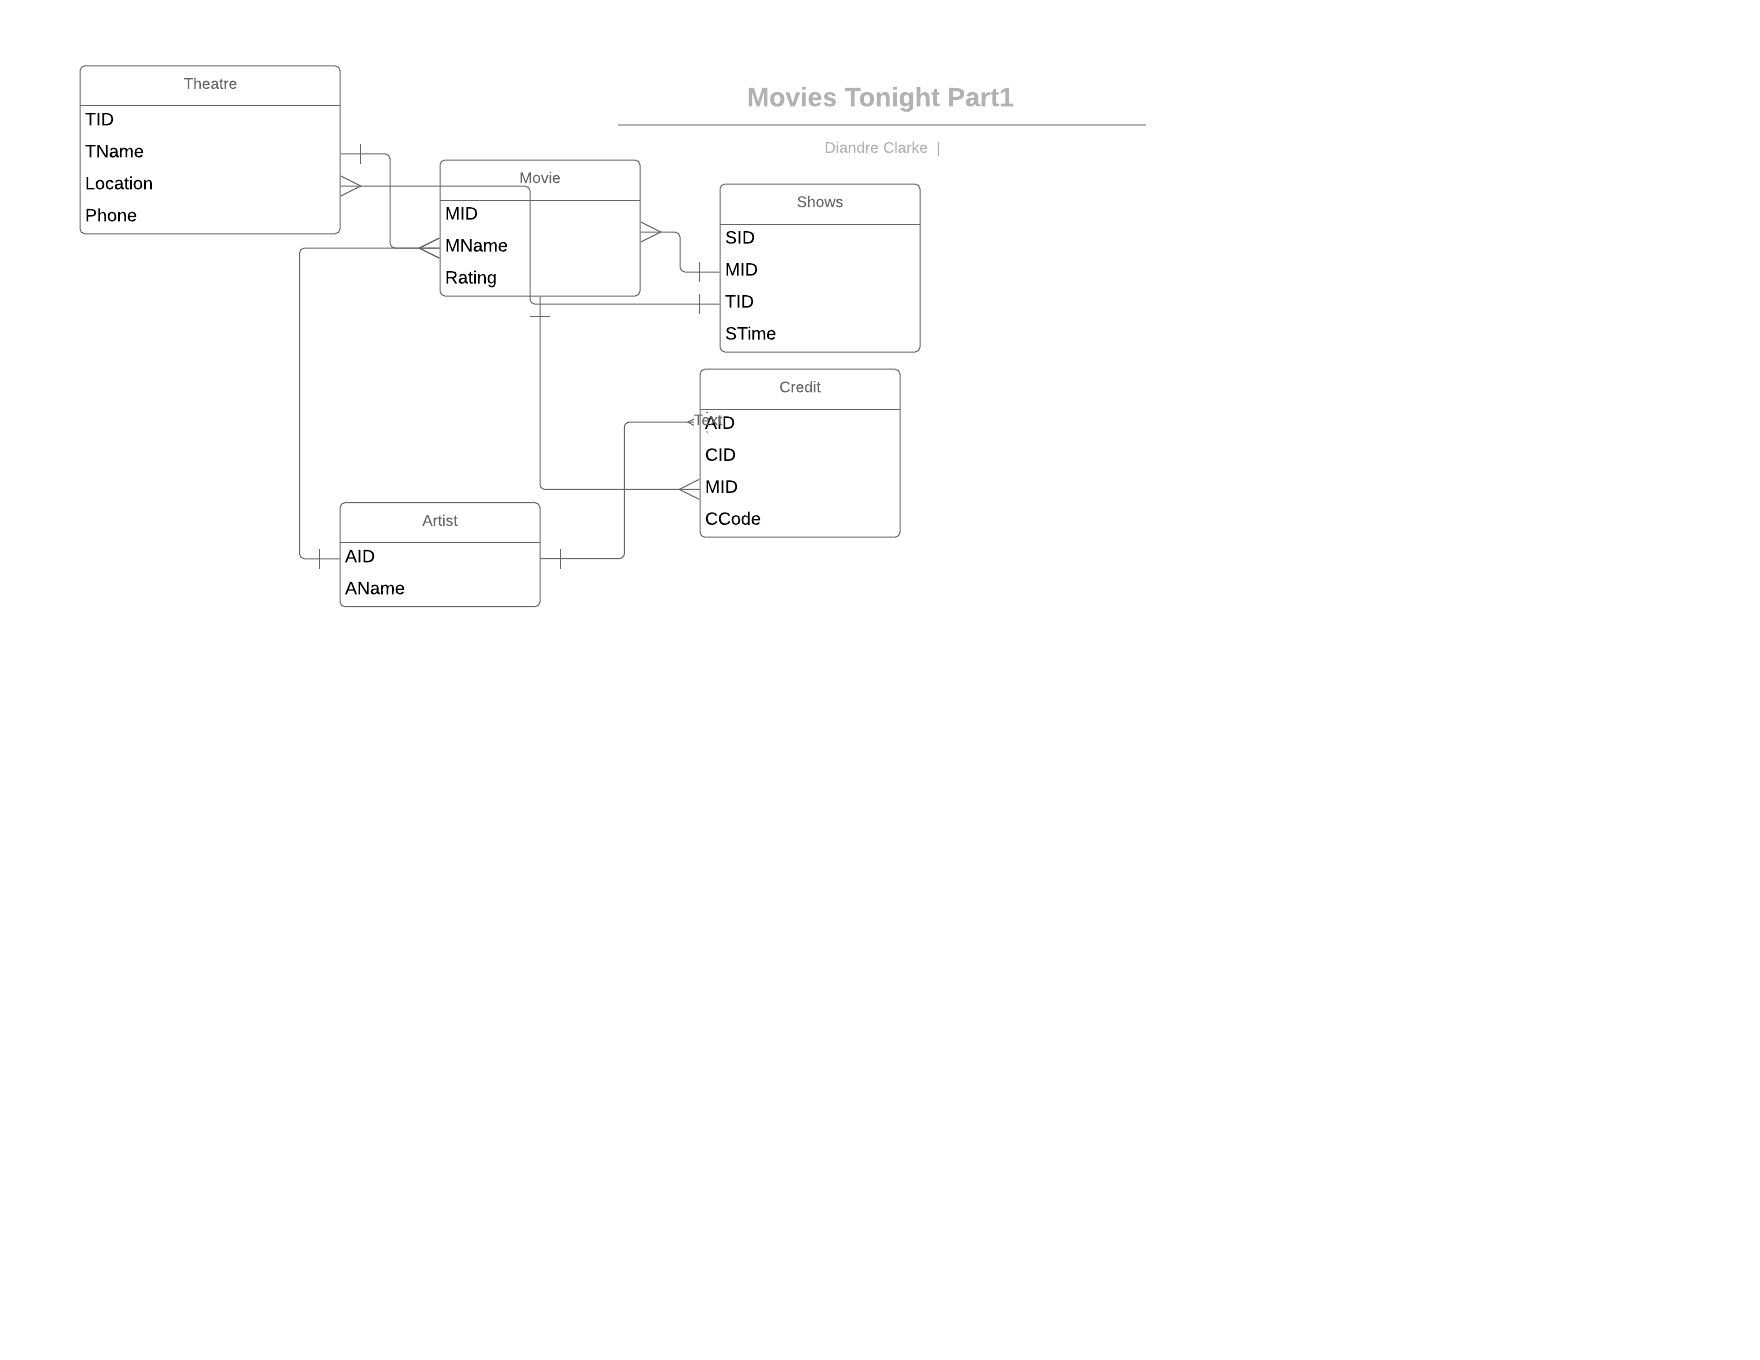 Theatre
TID
TName
Location
Phone
Movies Tonight Part1
Diandre Clarke |
Movie
MID
MName
Rating
Shows
SID
MID
TID
STime
Credit
Text
AID
CID
MID
CCode
Artist
AID
AName